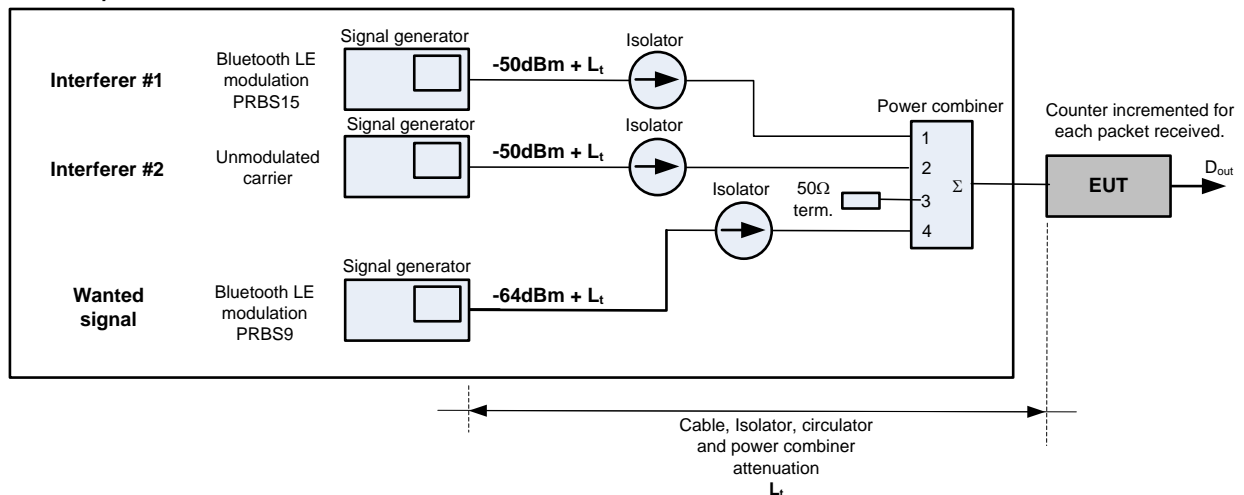 Signal generator
Isolator
Interferer #1
Bluetooth LE
modulation
PRBS15
-50dBm + Lt
Power combiner
Counter incremented for
each packet received.
Signal generator
Isolator
Interferer #2
Unmodulated
carrier
-50dBm + Lt
Isolator
50Ω
term.
1
2
3
4
Σ
EUT
Dout
Signal generator
Wanted
signal
Bluetooth LE
modulation
PRBS9
-64dBm + Lt
Cable, Isolator, circulator
and power combiner
attenuation
Lt